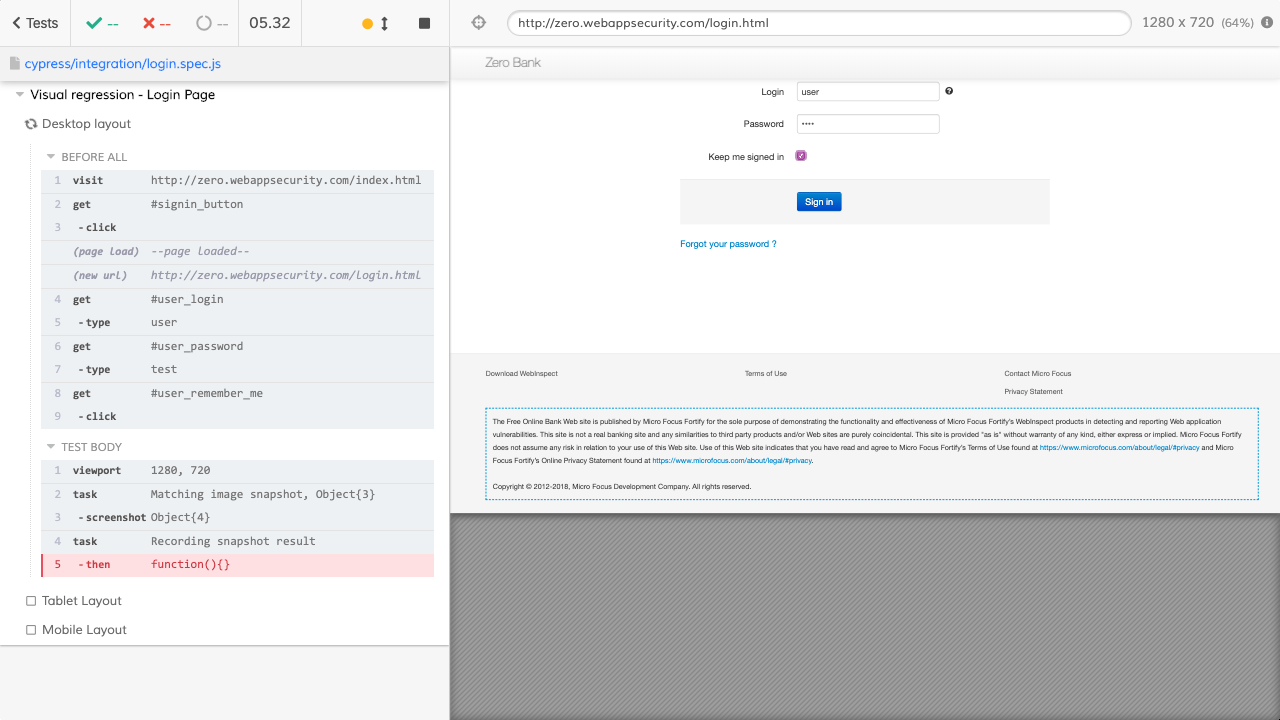 Tests -- -- -- 05.32
cypress/integration/login.spec.js
Visual regression - Login Page
Desktop layout
BEFORE ALL
1 visit http://zero.webappsecurity.com/index.html
2 get #signin_button
3 - click
(page load) --page loaded--
(new url) http://zero.webappsecurity.com/login.html
4 get #user_login
5 - type user
6 get #user_password
7 - type test
8 get #user_remember_me
9 - click
TEST BODY
1 viewport 1280, 720
2 task Matching image snapshot, Object{3}
3 - screenshot Object{4}
4 task Recording snapshot result
5 - then function(){}
Tablet Layout
Mobile Layout
http://zero.webappsecurity.com/login.html 1280 x 720 (64%)
Zero Bank
Login user
Password ••••
Keep me signed in
Sign in
Forgot your password ?
Download WebInspect Terms of Use Contact Micro Focus
Privacy Statement
The Free Online Bank Web site is published by Micro Focus Fortify for the sole purpose of demonstrating the functionality and effectiveness of Micro Focus Fortify's WebInspect products in detecting and reporting Web application
vulnerabilities. This site is not a real banking site and any similarities to third party products and/or Web sites are purely coincidental. This site is provided "as is" without warranty of any kind, either express or implied. Micro Focus Fortify
does not assume any risk in relation to your use of this Web site. Use of this Web site indicates that you have read and agree to Micro Focus Fortify's Terms of Use found at https://www.microfocus.com/about/legal/#privacy and Micro
Focus Fortify's Online Privacy Statement found at https://www.microfocus.com/about/legal/#privacy.
Copyright © 2012-2018, Micro Focus Development Company. All rights reserved.